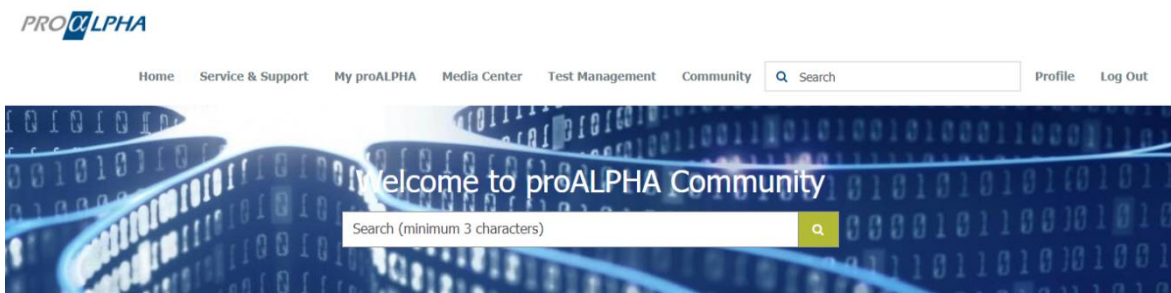 PROαLPHA
Home Service & Support My proALPHA Media Center Test Management Community Search Profile Log Out
Welcome to proALPHA Community
Search (minimum 3 characters)